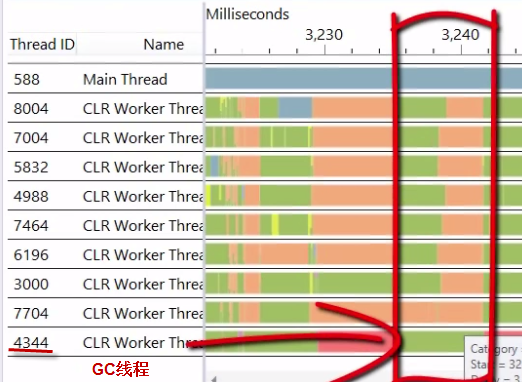 Milliseconds
3,230 3,240
Thread ID Name
588 Main Thread
8004 CLR Worker Threa
7004 CLR Worker Threa
5832 CLR Worker Threa
4988 CLR Worker Threa
7464 CLR Worker Threa
6196 CLR Worker Threa
3000 CLR Worker Threa
7704 CLR Worker Threa
4344 CLR Worker Threa
GC线程
Category =
Start = 32